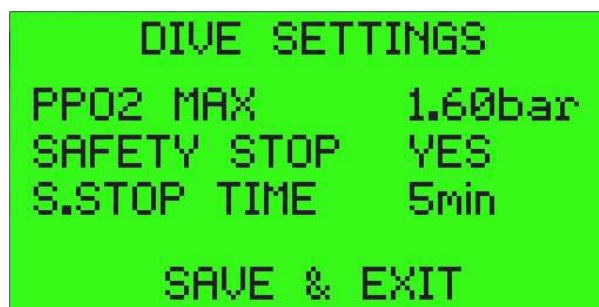 DIVE SETTINGS
PPO2 MAX 1.60bar
SAFETY STOP YES
S.STOP TIME 5min
SAVE & EXIT